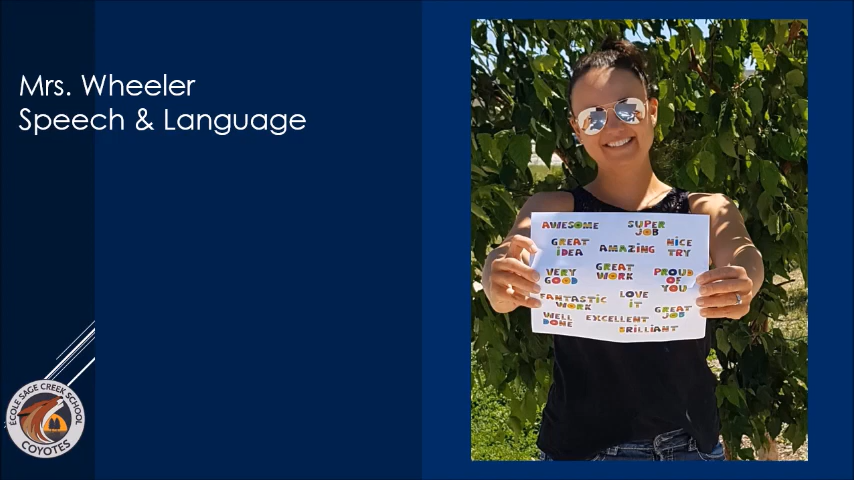 Mrs. Wheeler
Speech & Language
AWESOME
SUPER
JOB
GREAT
iDEA
AMAZiNG
NiCE
TRY
VERY
GOOD
GREAT
WORK
PROUD
OF
YOU
FANTASTiC
WORK
LOVE
iT
GREAT
JOB
WELL
DONE
EXCELLENT
BRiLLiANT
ÉCOLE SAGE CREEK SCHOOL
COYOTES